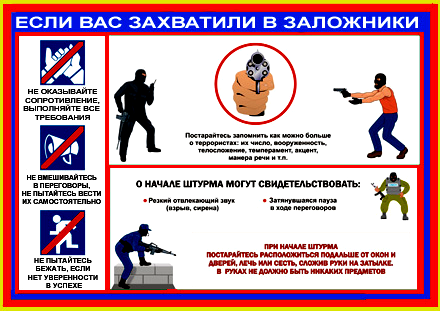 ЕСЛИ ВАС ЗАХВАТИЛИ В ЗАЛОЖНИКИ
НЕ ОКАЗЫВАЙТЕ
СОПРОТИВЛЕНИЕ,
ВЫПОЛНЯЙТЕ ВСЕ
ТРЕБОВАНИЯ
НЕ ВМЕШИВАЙТЕСЬ
В ПЕРЕГОВОРЫ,
НЕ ПЫТАЙТЕСЬ ВЕСТИ
ИХ САМОСТОЯТЕЛЬНО
НЕ ПЫТАЙТЕСЬ
БЕЖАТЬ, ЕСЛИ
НЕТ УВЕРЕННОСТИ
В УСПЕХЕ
Постарайтесь запомнить как можно больше
о террористах: их число, вооруженность,
телосложение, темперамент, акцент,
манера речи и т.п.
О НАЧАЛЕ ШТУРМА МОГУТ СВИДЕТЕЛЬСТВОВАТЬ:
• Резкий отвлекающий звук
(взрыв, сирена)
• Затянувшаяся пауза
в ходе переговоров
ПРИ НАЧАЛЕ ШТУРМА
ПОСТАРАЙТЕСЬ РАСПОЛОЖИТЬСЯ ПОДАЛЬШЕ ОТ ОКОН И
ДВЕРЕЙ, ЛЕЧЬ ИЛИ СЕСТЬ, СЛОЖИВ РУКИ НА ЗАТЫЛКЕ.
В РУКАХ НЕ ДОЛЖНО БЫТЬ НИКАКИХ ПРЕДМЕТОВ